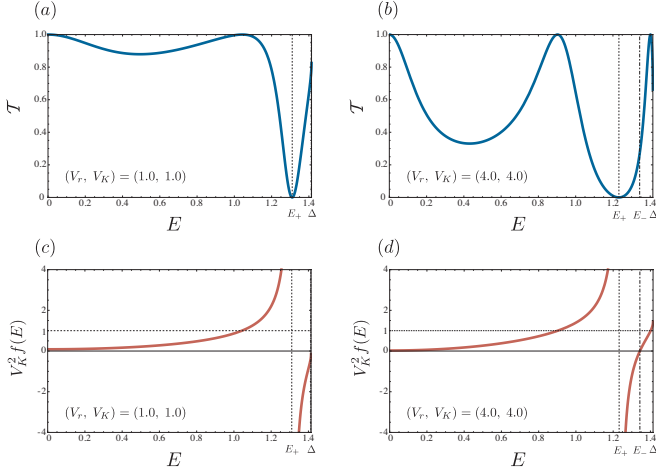 (a)
1.0
0.8
0.6
0.4
0.2
0
𝒯
(V_r, V_K) = (1.0, 1.0)
0.0 0.2 0.4 0.6 0.8 1.0 1.2 1.4
E_+ Δ
E
(b)
1.0
0.8
0.6
0.4
0.2
0
𝒯
(V_r, V_K) = (4.0, 4.0)
0.0 0.2 0.4 0.6 0.8 1.0 1.2 1.4
E_+ E_− Δ
E
(c)
4
2
1
0
-2
-4
V_K^2 f(E)
(V_r, V_K) = (1.0, 1.0)
0.0 0.2 0.4 0.6 0.8 1.0 1.2 1.4
E_+ Δ
E
(d)
4
2
1
0
-2
-4
V_K^2 f(E)
(V_r, V_K) = (4.0, 4.0)
0.0 0.2 0.4 0.6 0.8 1.0 1.2 1.4
E_+ E_− Δ
E